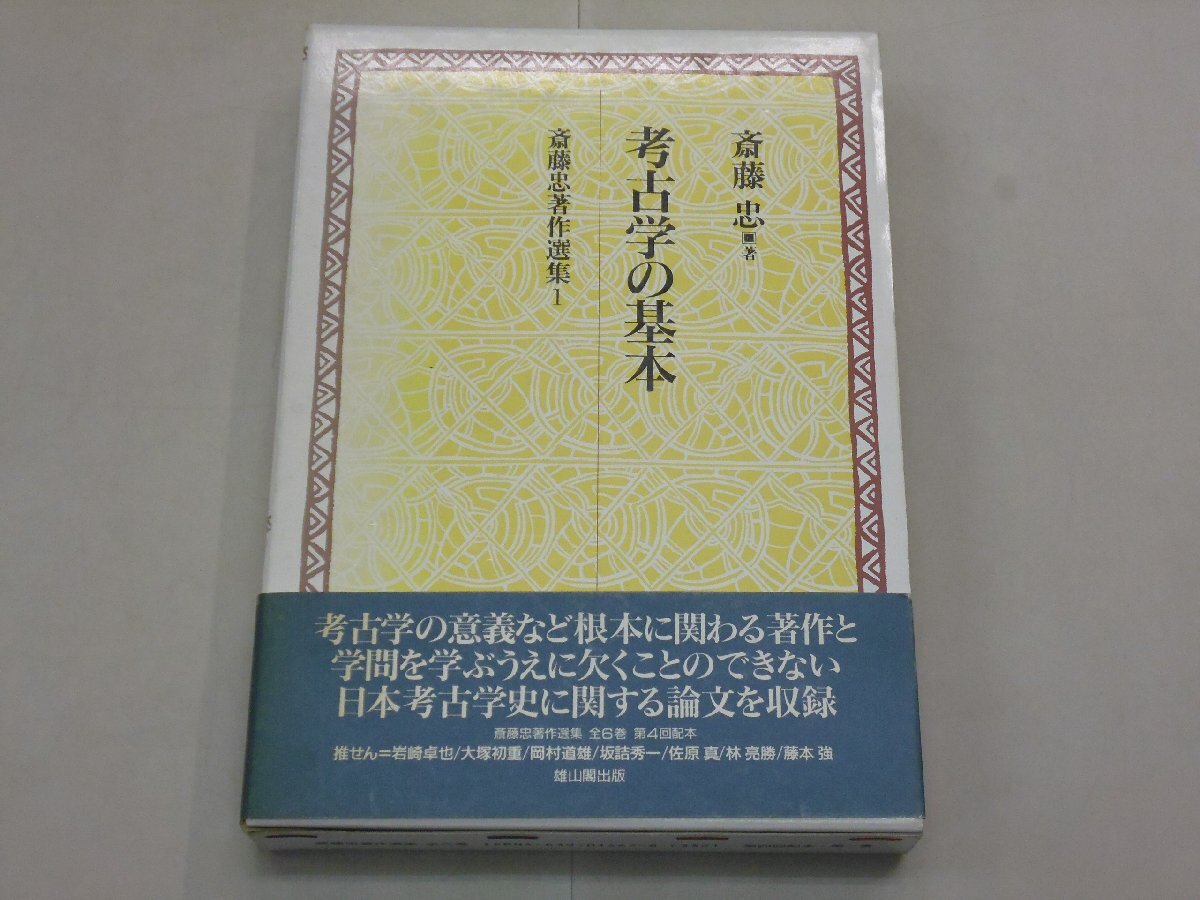 斎藤 忠 著
考古学の基本
斎藤忠著作選集1
考古学の意義など根本に関わる著作と
学問を学ぶうえに欠くことのできない
日本考古学史に関する論文を収録
斎藤忠著作選集 全6巻 第4回配本
推せん=岩崎卓也/大塚初重/岡村道雄/坂詰秀一/佐原 真/林 亮勝/藤本 強
雄山閣出版